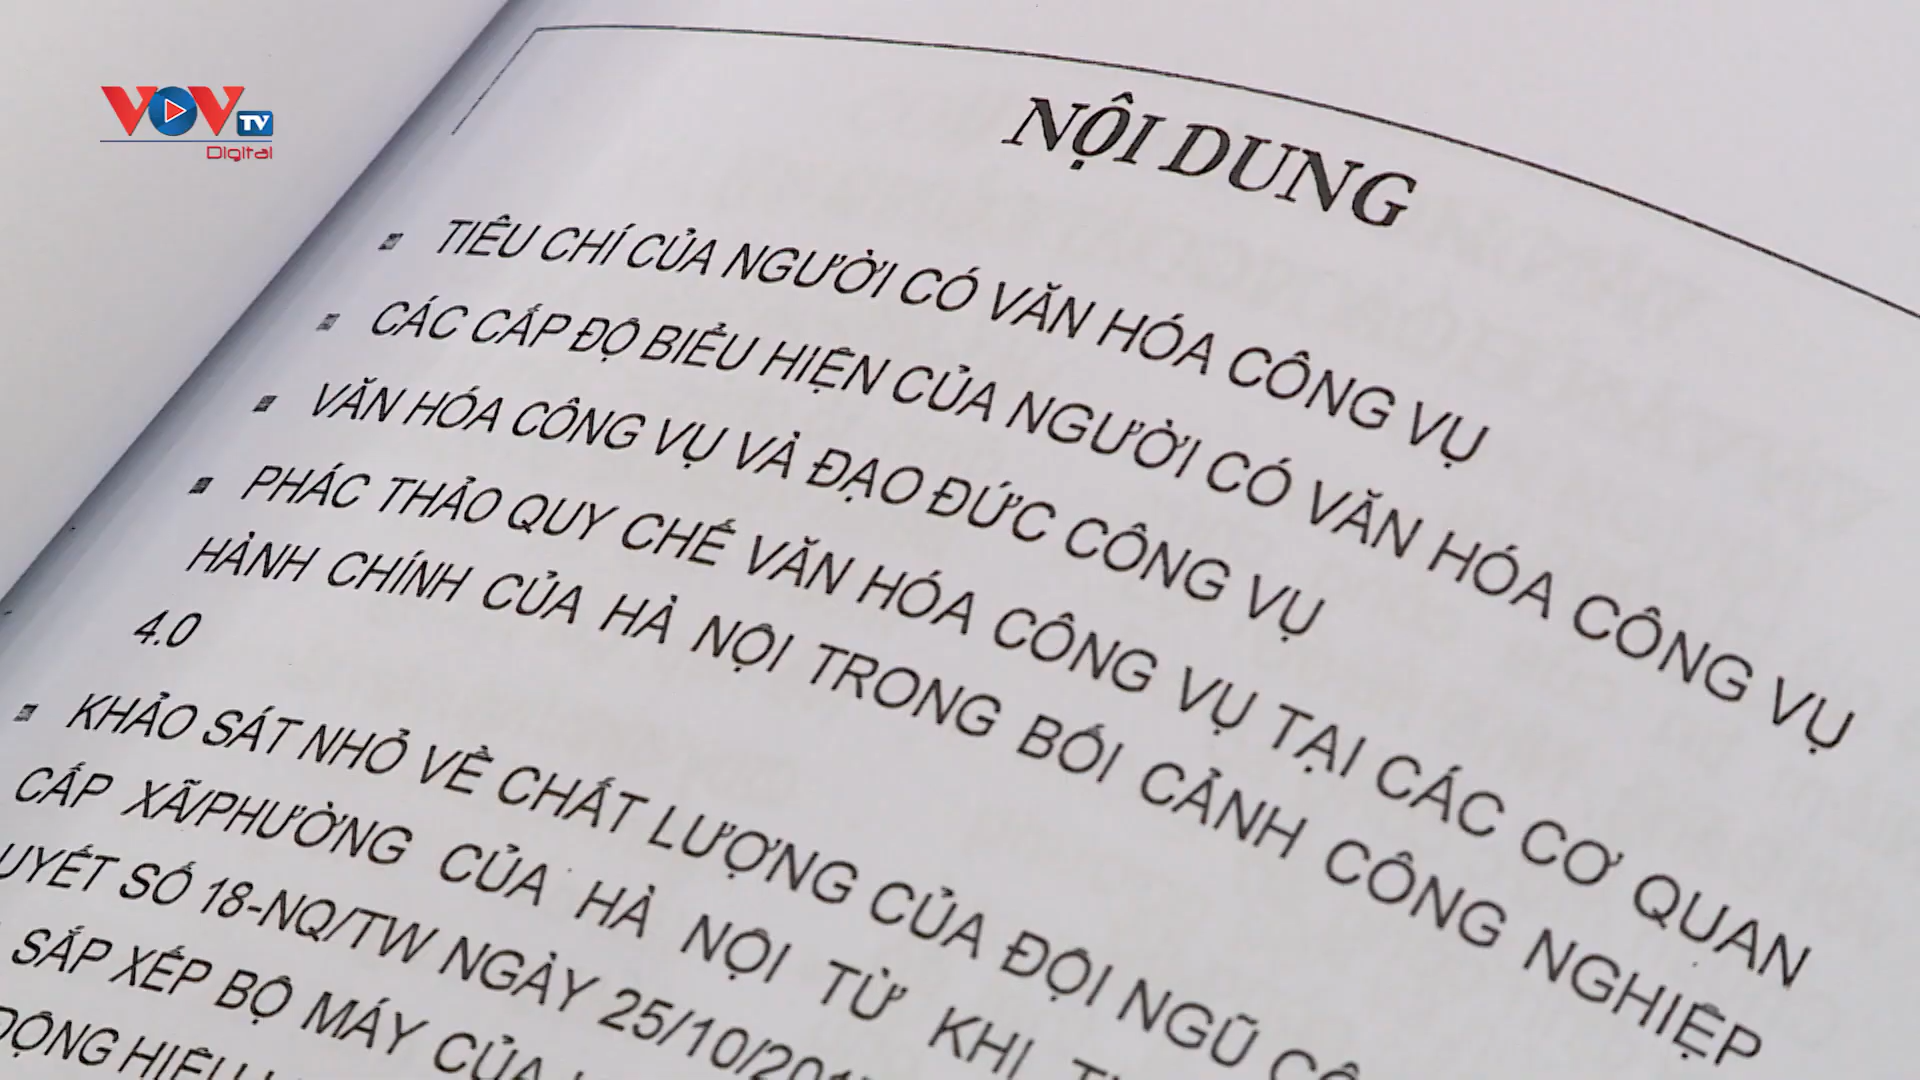 VOV TV
Digital
NỘI DUNG
▪ TIÊU CHÍ CỦA NGƯỜI CÓ VĂN HÓA CÔNG VỤ
▪ CÁC CẤP ĐỘ BIỂU HIỆN CỦA NGƯỜI CÓ VĂN HÓA CÔNG VỤ
▪ VĂN HÓA CÔNG VỤ VÀ ĐẠO ĐỨC CÔNG VỤ
▪ PHÁC THẢO QUY CHẾ VĂN HÓA CÔNG VỤ TẠI CÁC CƠ QUAN
HÀNH CHÍNH CỦA HÀ NỘI TRONG BỐI CẢNH CÔNG NGHIỆP
4.0
▪ KHẢO SÁT NHỎ VỀ CHẤT LƯỢNG CỦA ĐỘI NGŨ
CẤP XÃ/PHƯỜNG CỦA HÀ NỘI TỪ KHI
UYẾT SỐ 18-NQ/TW NGÀY 25/10/201
SẮP XẾP BỘ MÁY CỦA
ĐỘNG HIỆU